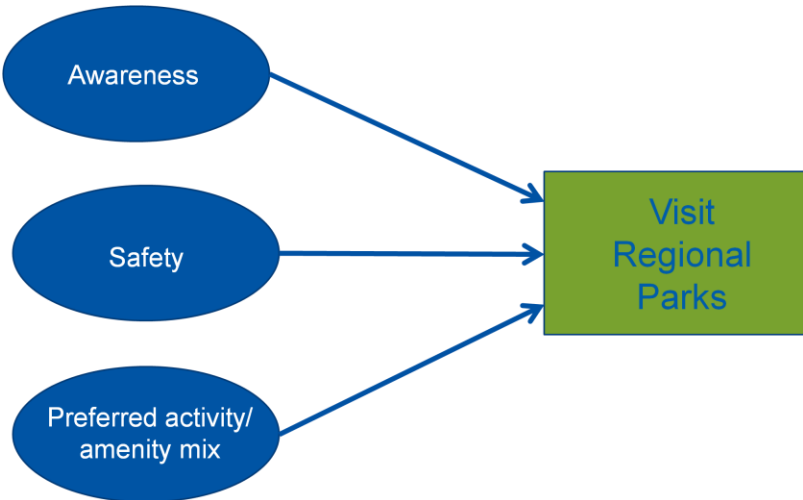 Awareness
Safety
Preferred activity/
amenity mix
Visit
Regional
Parks